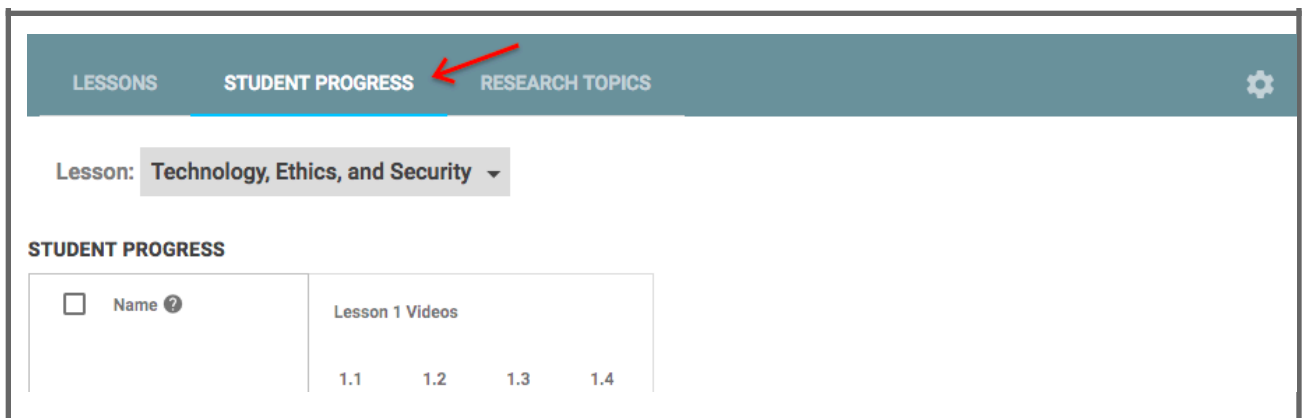 LESSONS STUDENT PROGRESS RESEARCH TOPICS
Lesson: Technology, Ethics, and Security
STUDENT PROGRESS
Name ?
Lesson 1 Videos
1.1 1.2 1.3 1.4